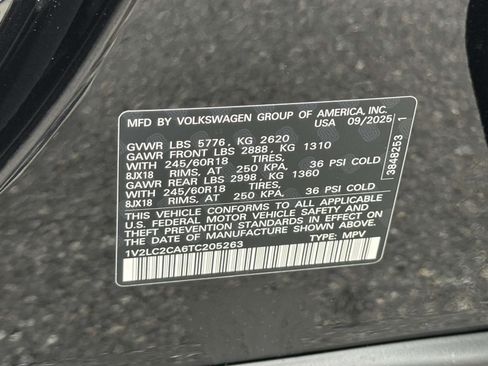 MFD BY VOLKSWAGEN GROUP OF AMERICA, INC.
USA 09/2025
GVWR LBS 5776, KG 2620
GAWR FRONT LBS 2888, KG 1310
WITH 245/60R18 TIRES,
8JX18 RIMS, AT 250 KPA, 36 PSI COLD
GAWR REAR LBS 2998, KG 1360
WITH 245/60R18 TIRES,
8JX18 RIMS, AT 250 KPA, 36 PSI COLD
THIS VEHICLE CONFORMS TO ALL APPLICABLE
U.S. FEDERAL MOTOR VEHICLE SAFETY AND
THEFT PREVENTION STANDARDS IN EFFECT ON
THE DATE OF MANUFACTURE SHOWN ABOVE.
1V2LC2CA6TC205263 TYPE: MPV
3948253 1